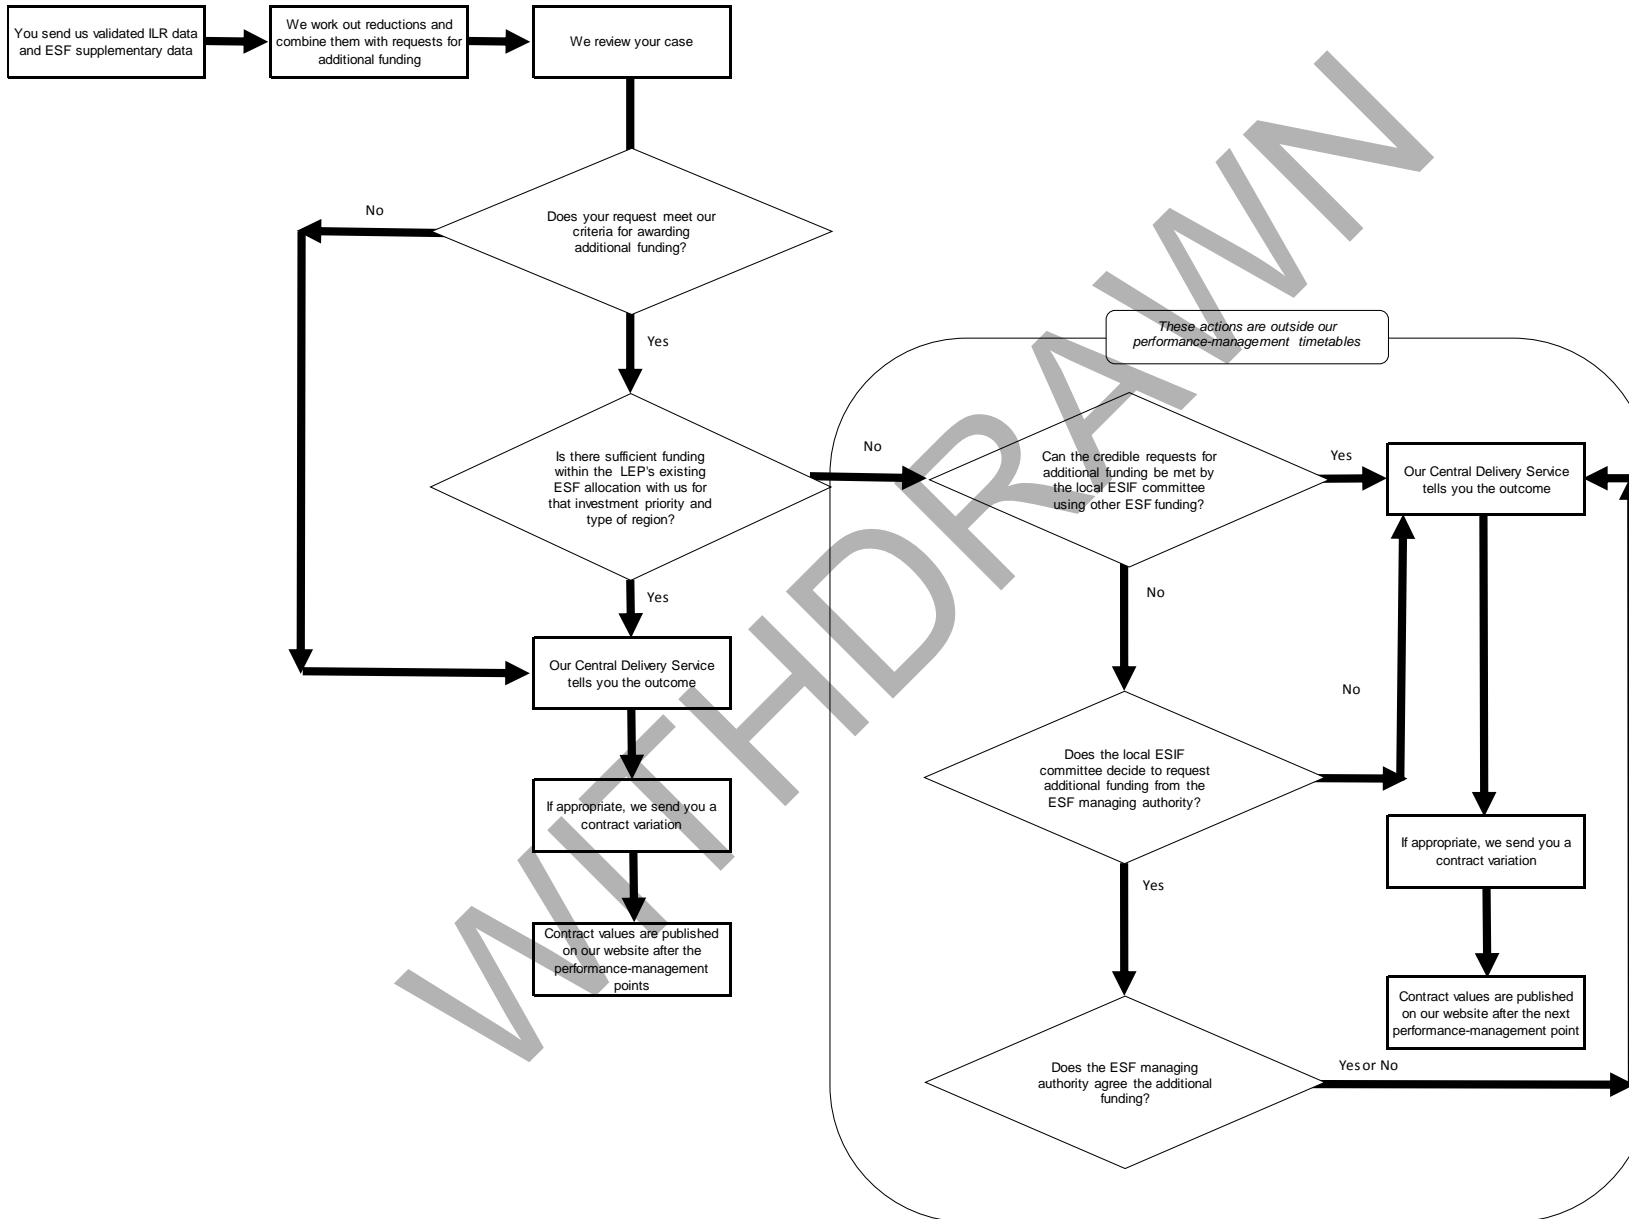 You send us validated ILR data
and ESF supplementary data
We work out reductions and
combine them with requests for
additional funding
We review your case
Does your request meet our
criteria for awarding
additional funding?
No
Yes
Is there sufficient funding
within the LEP's existing
ESF allocation with us for
that investment priority and
type of region?
No
Yes
Our Central Delivery Service
tells you the outcome
If appropriate, we send you a
contract variation
Contract values are published
on our website after the
performance-management
points
These actions are outside our
performance-management timetables
Can the credible requests for
additional funding be met by
the local ESIF committee
using other ESF funding?
Yes
No
Our Central Delivery Service
tells you the outcome
Does the local ESIF
committee decide to request
additional funding from the
ESF managing authority?
No
Yes
If appropriate, we send you a
contract variation
Contract values are published
on our website after the next
performance-management point
Does the ESF managing
authority agree the additional
funding?
Yes or No
WITHDRAWN